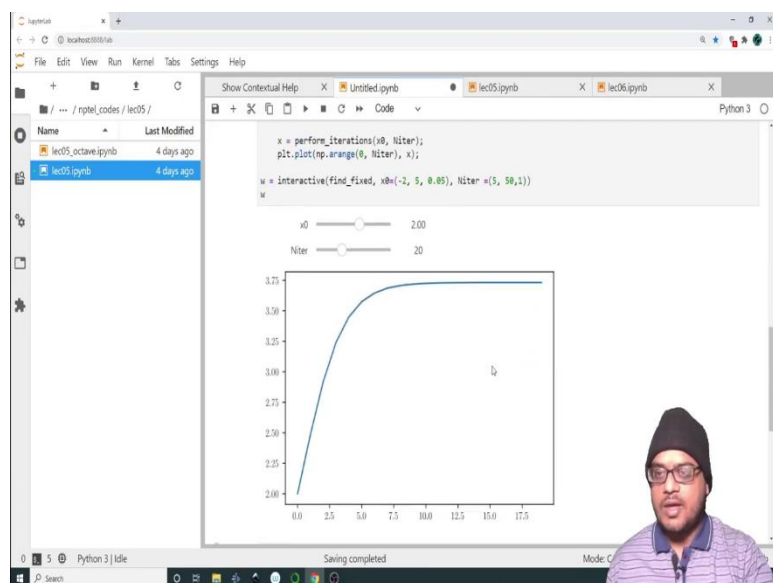 JupyterLab
localhost:8888/lab
File Edit View Run Kernel Tabs Settings Help
Show Contextual Help
Untitled.ipynb
lec05.ipynb
lec06.ipynb
Code
Python 3
/ ··· / nptel_codes / lec05 /
Name
Last Modified
lec05_octave.ipynb 4 days ago
lec05.ipynb 4 days ago
x = perform_iterations(x0, Niter);
plt.plot(np.arange(0, Niter), x);
w = interactive(find_fixed, x0=(-2, 5, 0.05), Niter =(5, 50,1))
w
x0 2.00
Niter 20
3.75
3.50
3.25
3.00
2.75
2.50
2.25
2.00
0.0 2.5 5.0 7.5 10.0 12.5 15.0 17.5
0 5 Python 3 | Idle
Saving completed
Mode: C
Search